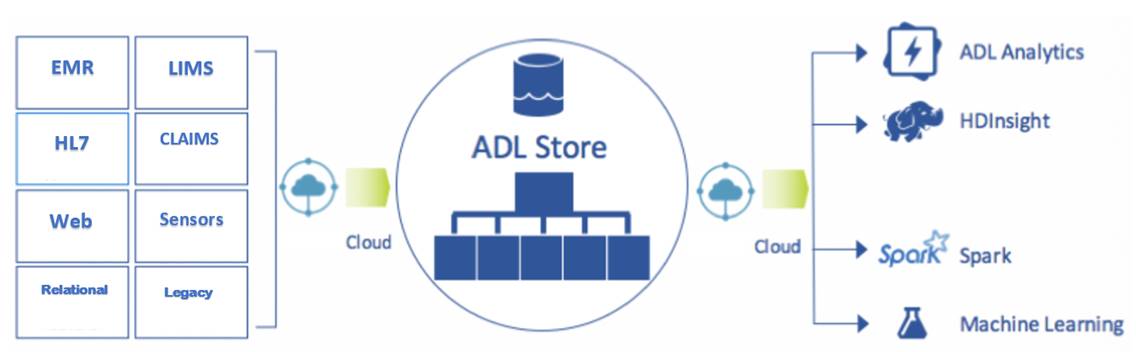 EMR
LIMS
HL7
CLAIMS
Web
Sensors
Relational
Legacy
Cloud
ADL Store
Cloud
ADL Analytics
HDInsight
Spark Spark
Machine Learning